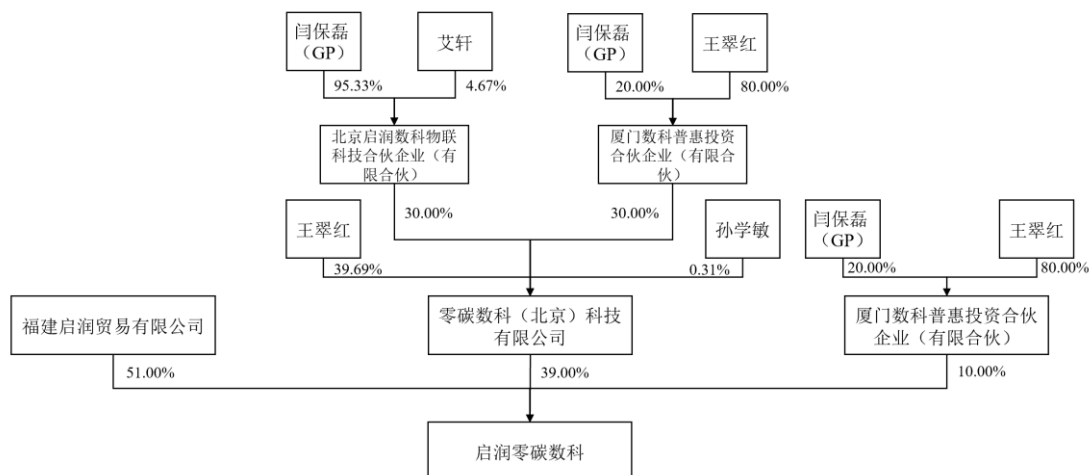 闫保磊
（GP）
艾轩
闫保磊
（GP）
王翠红
95.33%
4.67%
20.00%
80.00%
北京启润数科物联
科技合伙企业（有
限合伙）
厦门数科普惠投资
合伙企业（有限合
伙）
30.00%
30.00%
王翠红
孙学敏
闫保磊
（GP）
王翠红
39.69%
0.31%
20.00%
80.00%
福建启润贸易有限公司
零碳数科（北京）科技
有限公司
厦门数科普惠投资合伙
企业（有限合伙）
51.00%
39.00%
10.00%
启润零碳数科